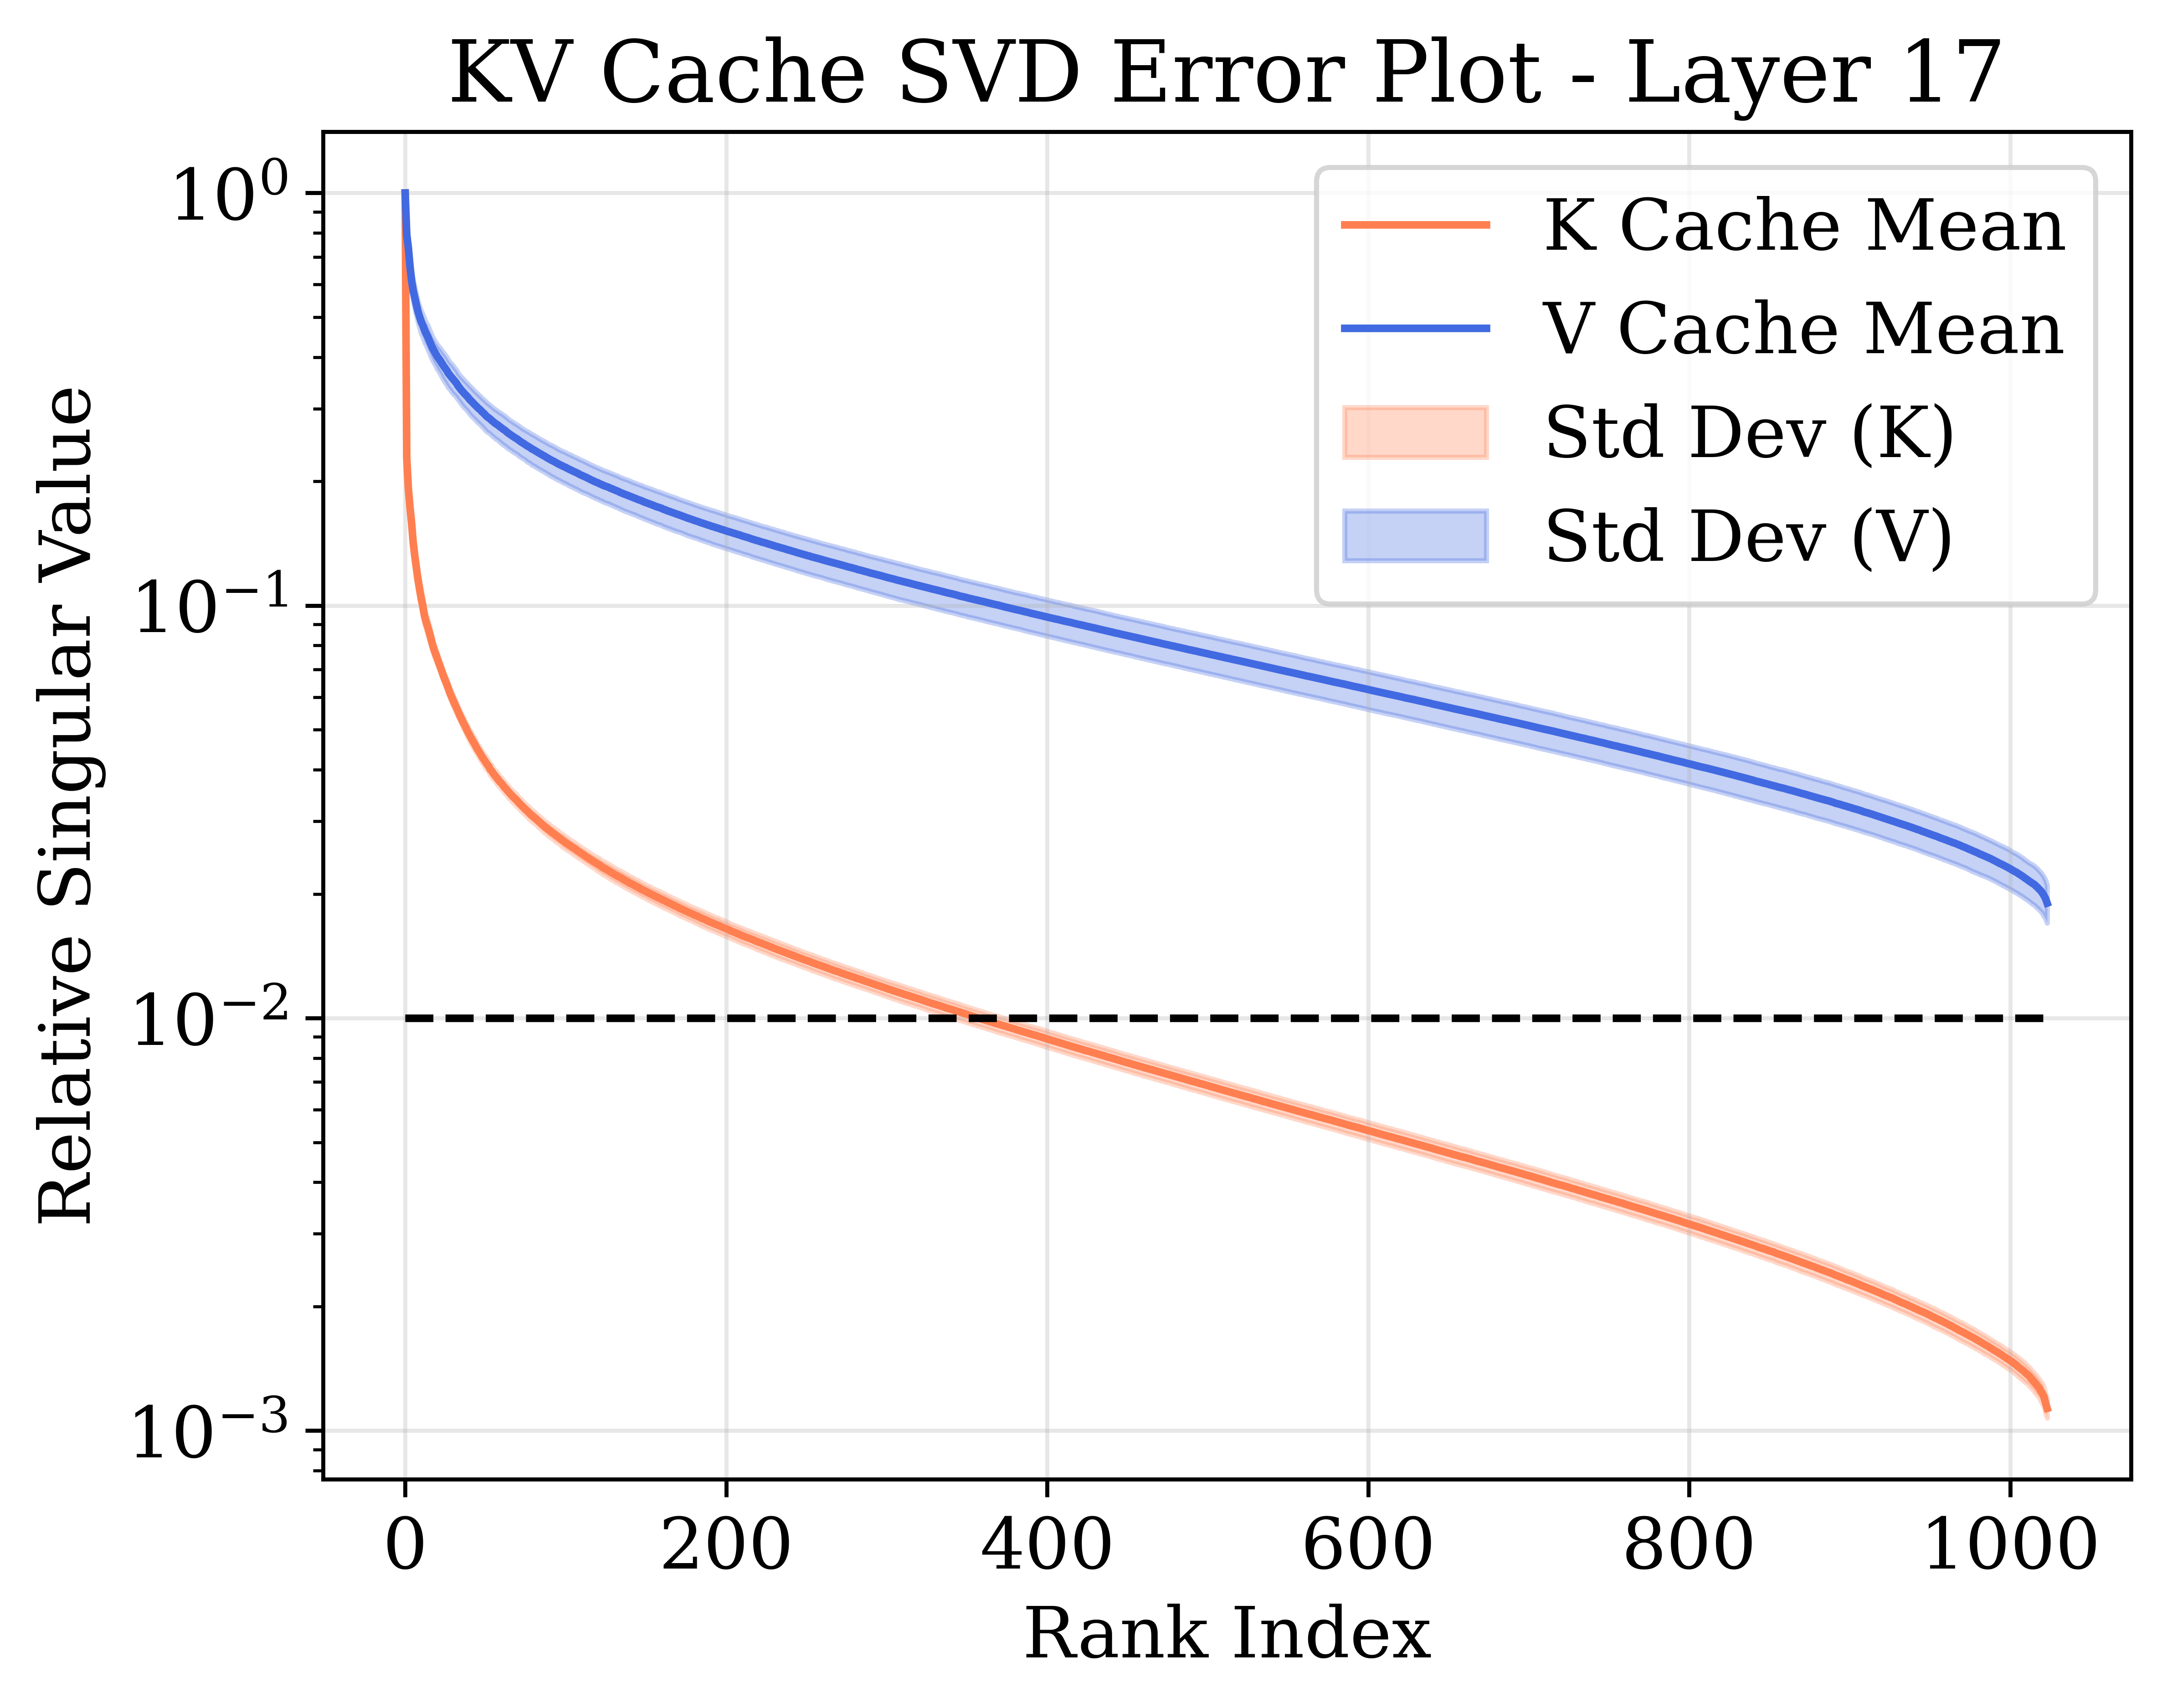 KV Cache SVD Error Plot - Layer 17
Relative Singular Value
10⁰
10⁻¹
10⁻²
10⁻³
K Cache Mean
V Cache Mean
Std Dev (K)
Std Dev (V)
0 200 400 600 800 1000
Rank Index